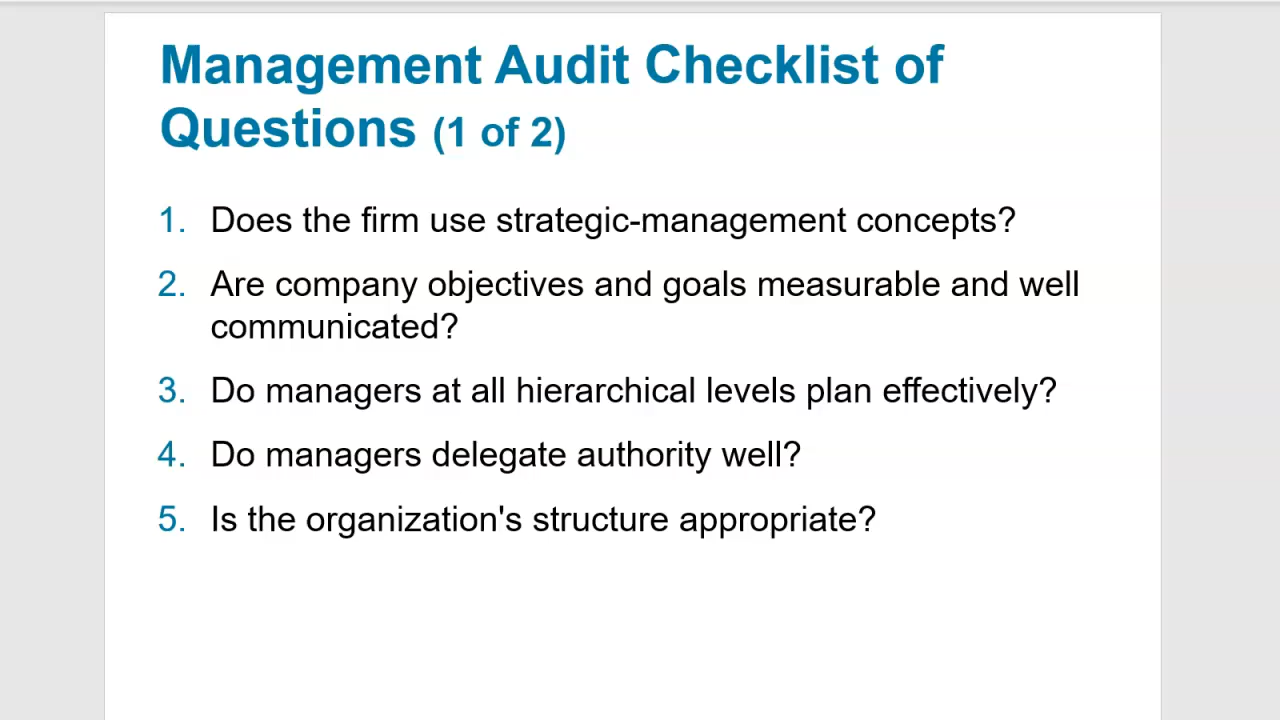 Management Audit Checklist of
Questions (1 of 2)
1. Does the firm use strategic-management concepts?
2. Are company objectives and goals measurable and well
communicated?
3. Do managers at all hierarchical levels plan effectively?
4. Do managers delegate authority well?
5. Is the organization's structure appropriate?